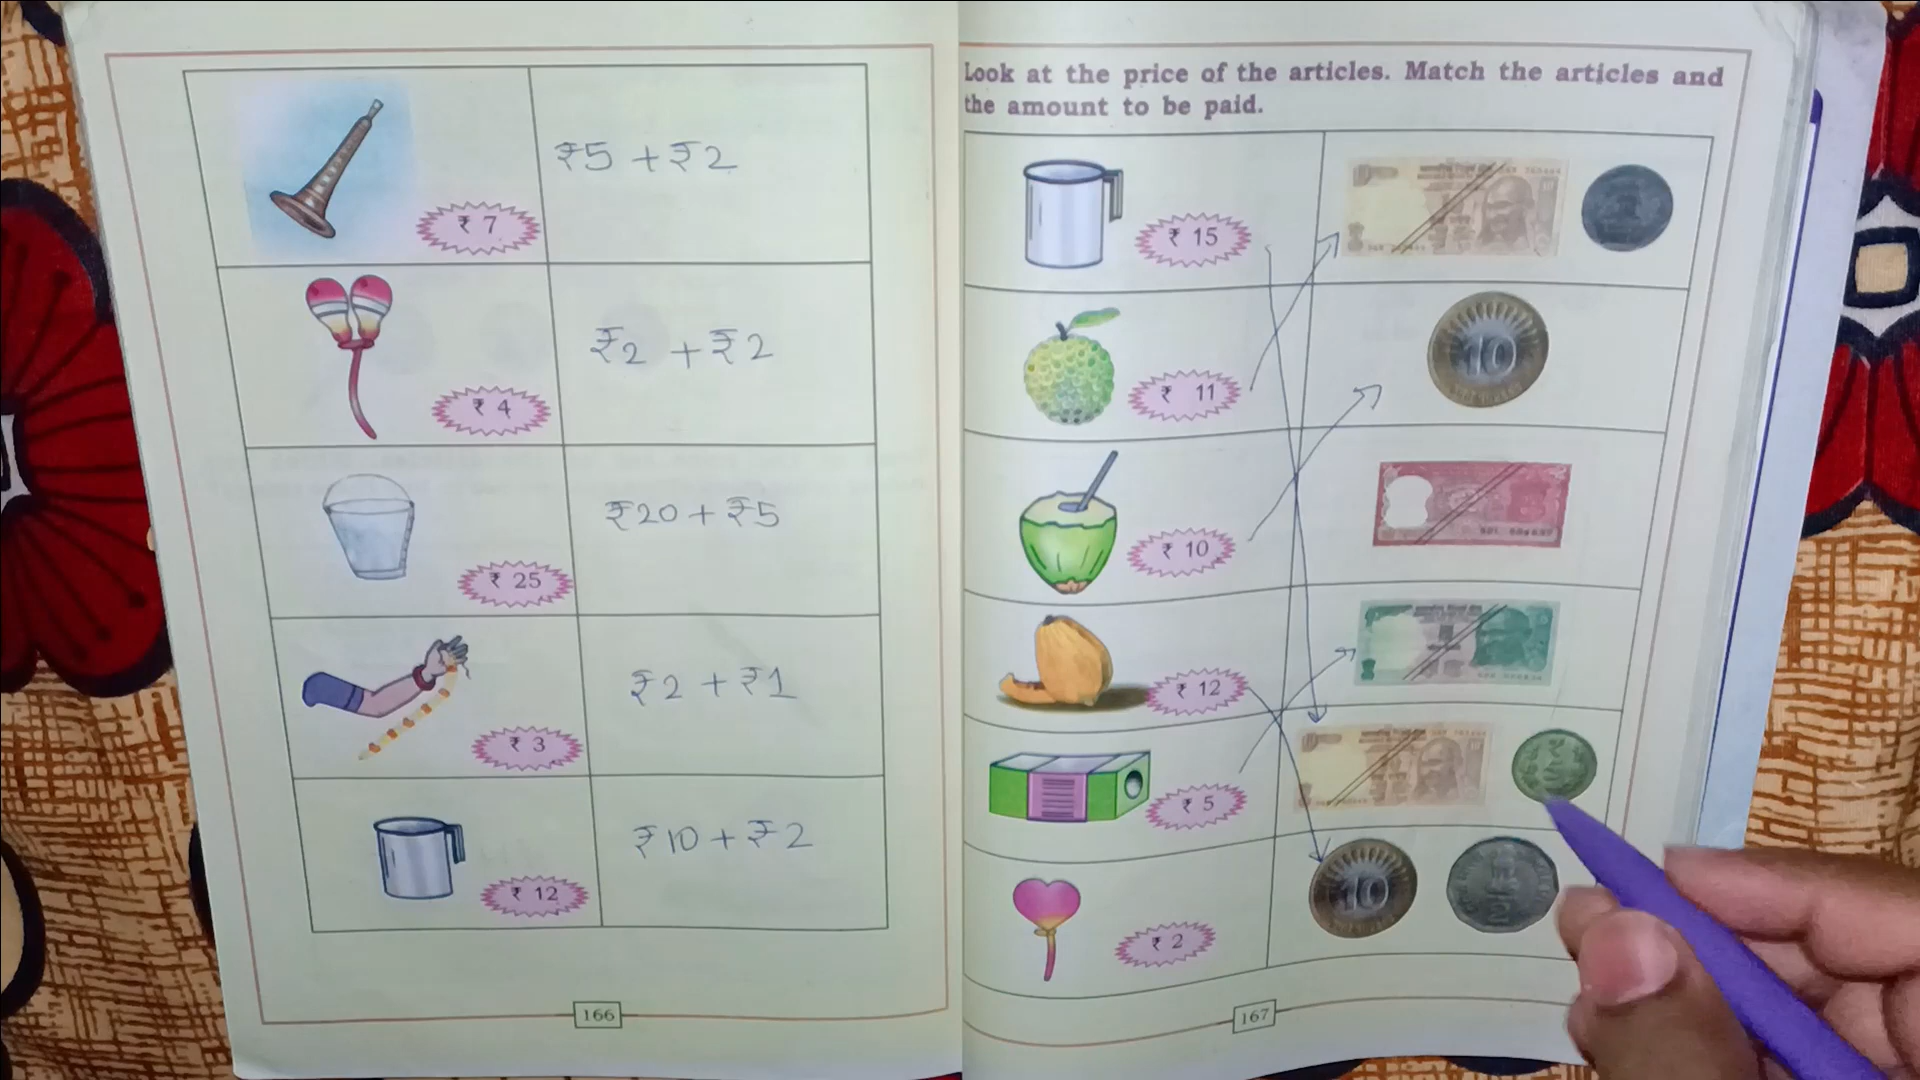 ₹ 7
₹5 + ₹2
₹ 4
₹2 + ₹2
₹ 25
₹20 + ₹5
₹ 3
₹2 + ₹1
₹ 12
₹10 + ₹2
166
Look at the price of the articles. Match the articles and
the amount to be paid.
₹ 15
₹ 11
10
₹ 10
₹ 12
₹ 5
₹ 2
10
2
167